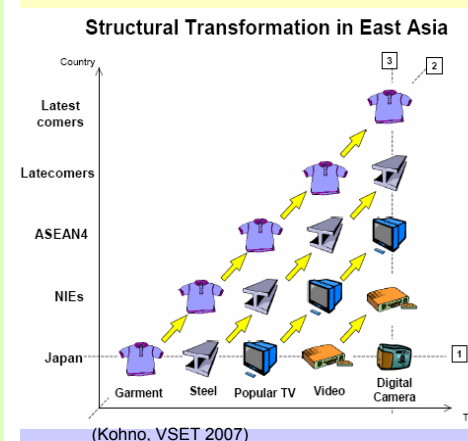 Structural Transformation in East Asia
Country
3
2
Latest
comers
Latecomers
ASEAN4
NIEs
Japan
1
Garment
Steel
Popular TV
Video
Digital
Camera
T
(Kohno, VSET 2007)